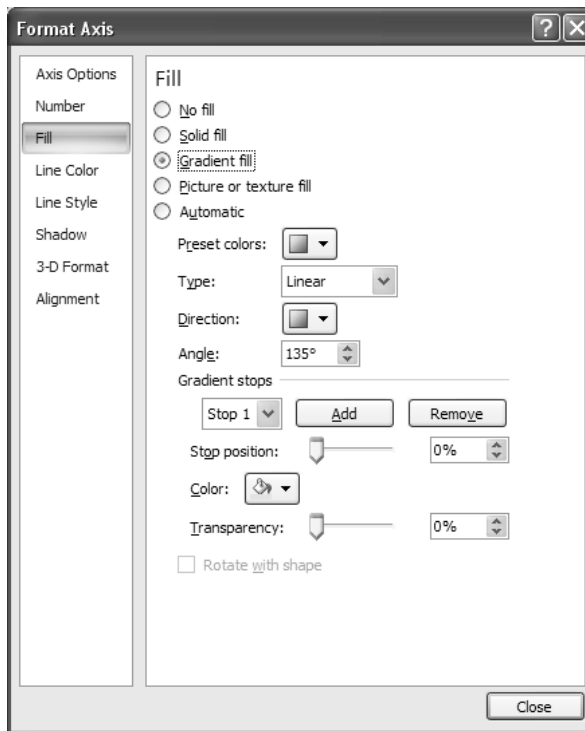 Format Axis
Axis Options
Number
Fill
Line Color
Line Style
Shadow
3-D Format
Alignment
Fill
No fill
Solid fill
Gradient fill
Picture or texture fill
Automatic
Preset colors:
Type: Linear
Direction:
Angle: 135°
Gradient stops
Stop 1 Add Remove
Stop position: 0%
Color:
Transparency: 0%
Rotate with shape
Close